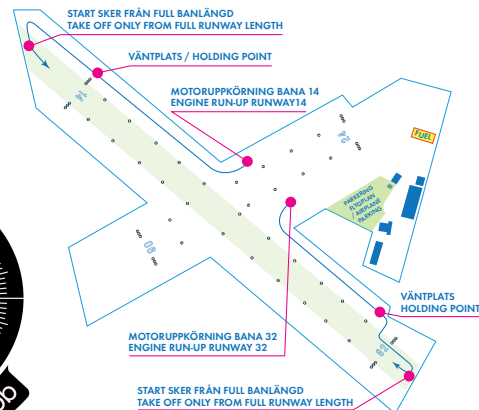 START SKER FRÅN FULL BANLÄNGD
TAKE OFF ONLY FROM FULL RUNWAY LENGTH
VÄNTPLATS / HOLDING POINT
MOTORUPPKÖRNING BANA 14
ENGINE RUN-UP RUNWAY14
14
FUEL
PARKERING
FLYGPLAN
/ AIRPLANE
PARKING
VÄNTPLATS
HOLDING POINT
MOTORUPPKÖRNING BANA 32
ENGINE RUN-UP RUNWAY 32
32
START SKER FRÅN FULL BANLÄNGD
TAKE OFF ONLY FROM FULL RUNWAY LENGTH